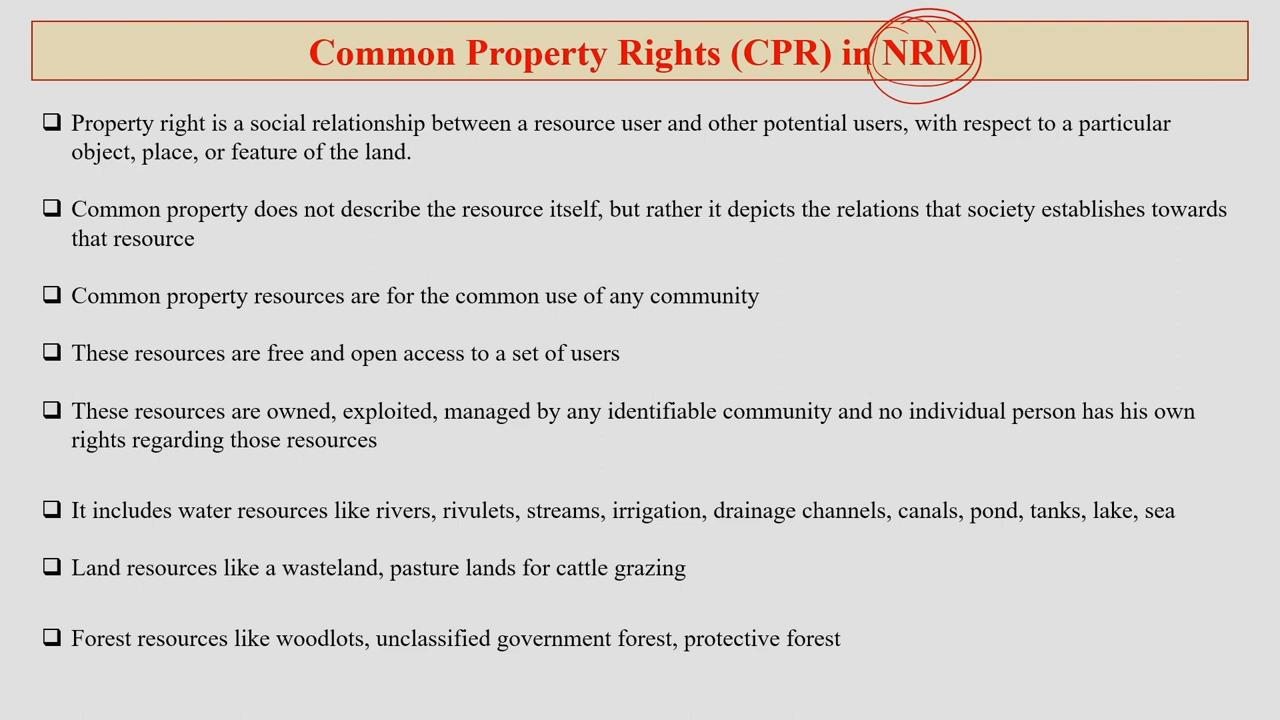 Common Property Rights (CPR) in NRM
❑ Property right is a social relationship between a resource user and other potential users, with respect to a particular
object, place, or feature of the land.
❑ Common property does not describe the resource itself, but rather it depicts the relations that society establishes towards
that resource
❑ Common property resources are for the common use of any community
❑ These resources are free and open access to a set of users
❑ These resources are owned, exploited, managed by any identifiable community and no individual person has his own
rights regarding those resources
❑ It includes water resources like rivers, rivulets, streams, irrigation, drainage channels, canals, pond, tanks, lake, sea
❑ Land resources like a wasteland, pasture lands for cattle grazing
❑ Forest resources like woodlots, unclassified government forest, protective forest